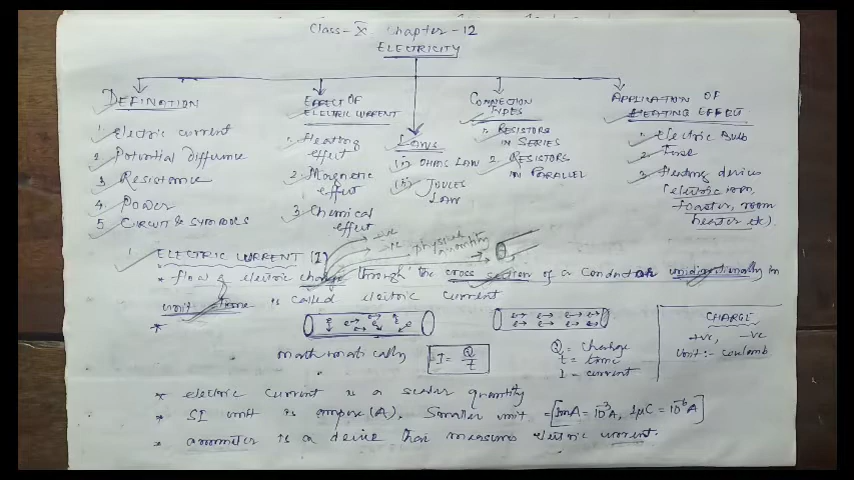 Class-X Chapter-12
ELECTRICITY
DEFINATION
1. Electric current
2. Potential difference
3. Resistance
4. Power
5. CIRCUIT & SYMBOLS
EFFECT OF
ELECTRIC CURRENT
1. Heating
effect
2. Magnetic
effect
3. Chemical
effect
LAWS
(i) OHMS LAW
(ii) JOULES
LAW
CONNECTION
TYPES
1. RESISTORS
IN SERIES
2. RESISTORS
IN PARALLEL
APPLICATION OF
HEATING EFFECT
1. Electric Bulb
2. Fuse
3. Heating device
(electric iron,
toaster, room
heater etc).
+ve
-ve
physical
quantity
1. ELECTRIC CURRENT (I)
* flow of electric charge through the cross section of a conductor unidirectionally in
unit time is called electric current
*
mathematically I = Q/t
Q = charge
t = time
I = current
CHARGE
+ve, -ve
Unit:- coulomb
* electric current is a scalar quantity
* SI unit is ampere (A). Smaller unit = [1mA = 10⁻³A, 1μC = 10⁻⁶A]
* ammeter is a device that measures electric current.